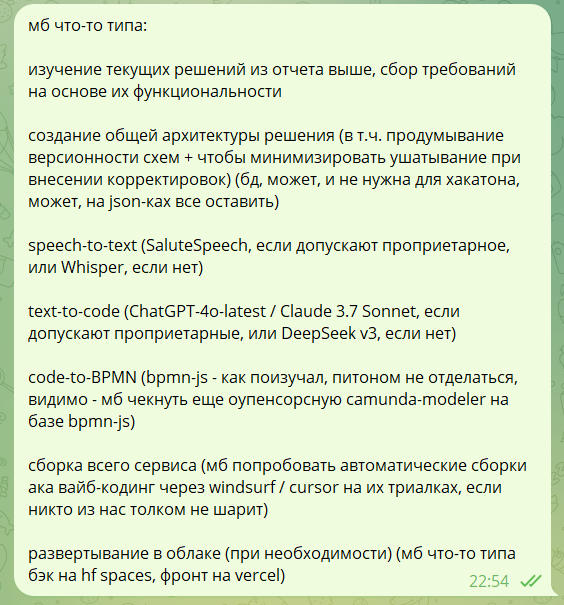 мб что-то типа:
изучение текущих решений из отчета выше, сбор требований
на основе их функциональности
создание общей архитектуры решения (в т.ч. продумывание
версионности схем + чтобы минимизировать ушатывание при
внесении корректировок) (бд, может, и не нужна для хакатона,
может, на json-ках все оставить)
speech-to-text (SaluteSpeech, если допускают проприетарное,
или Whisper, если нет)
text-to-code (ChatGPT-4o-latest / Claude 3.7 Sonnet, если
допускают проприетарные, или DeepSeek v3, если нет)
code-to-BPMN (bpmn-js - как поизучал, питоном не отделаться,
видимо - мб чекнуть еще оупенсорсную camunda-modeler на
базе bpmn-js)
сборка всего сервиса (мб попробовать автоматические сборки
ака вайб-кодинг через windsurf / cursor на их триалках, если
никто из нас толком не шарит)
развертывание в облаке (при необходимости) (мб что-то типа
бэк на hf spaces, фронт на vercel)
22:54